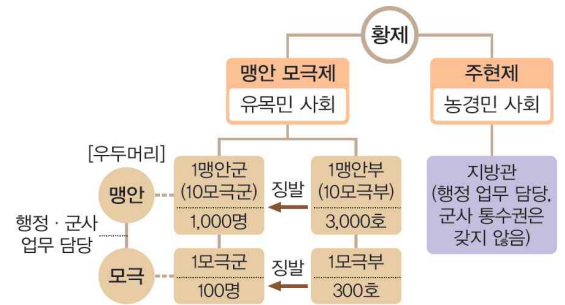 황제
맹안 모극제
유목민 사회
주현제
농경민 사회
[우두머리]
맹안
행정·군사
업무 담당
모극
1맹안군
(10모극군)
1,000명
징발
1맹안부
(10모극부)
3,000호
1모극군
100명
징발
1모극부
300호
지방관
(행정 업무 담당,
군사 통수권은
갖지 않음)